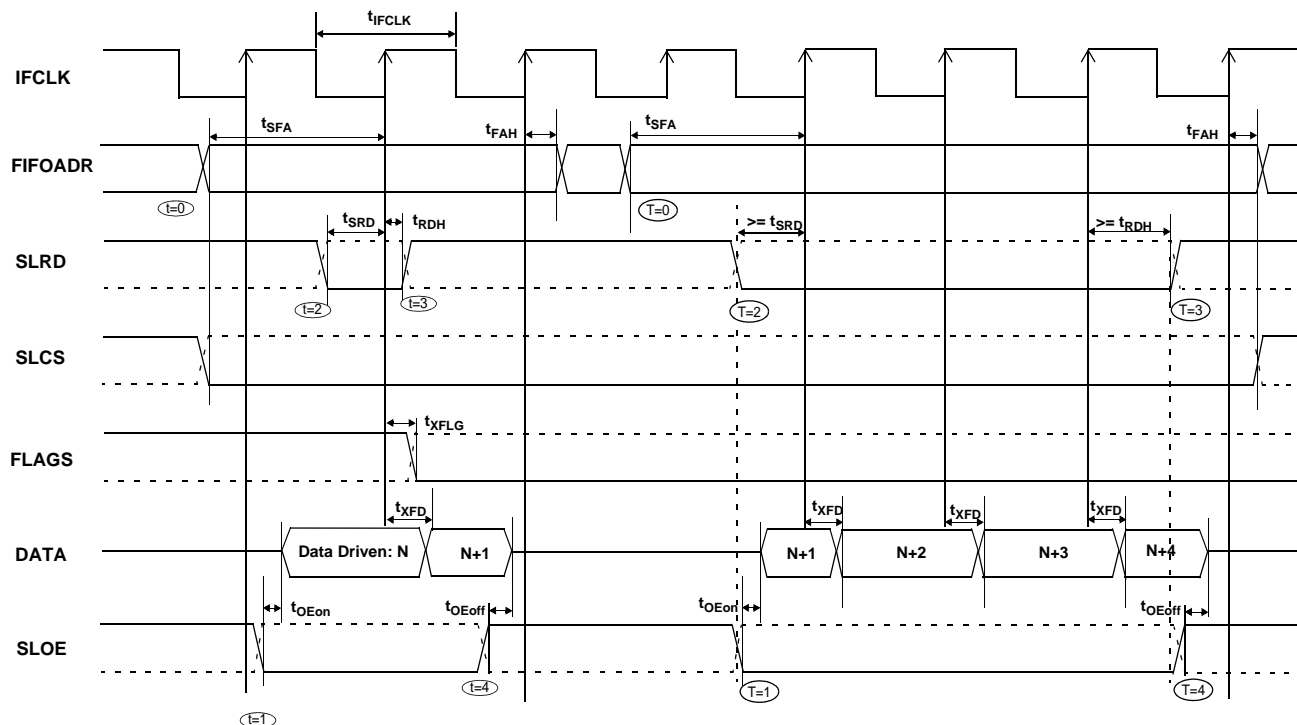 tIFCLK
IFCLK
tSFA
tFAH
tSFA
tFAH
FIFOADR
t=0
T=0
tSRD
tRDH
>= tSRD
>= tRDH
SLRD
t=2
t=3
T=2
T=3
SLCS
tXFLG
FLAGS
tXFD
tXFD
tXFD
tXFD
DATA
Data Driven: N
N+1
N+1
N+2
N+3
N+4
tOEon
tOEoff
tOEon
tOEoff
SLOE
t=4
T=1
T=4
t=1